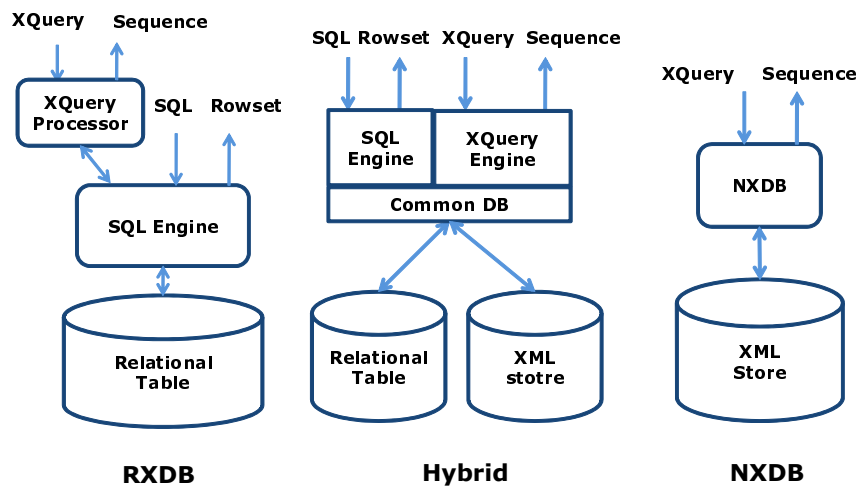 XQuery Sequence
XQuery
Processor
SQL Rowset
SQL Engine
Relational
Table
RXDB
SQL Rowset XQuery Sequence
SQL
Engine
XQuery
Engine
Common DB
Relational
Table
XML
stotre
Hybrid
XQuery Sequence
NXDB
XML
Store
NXDB